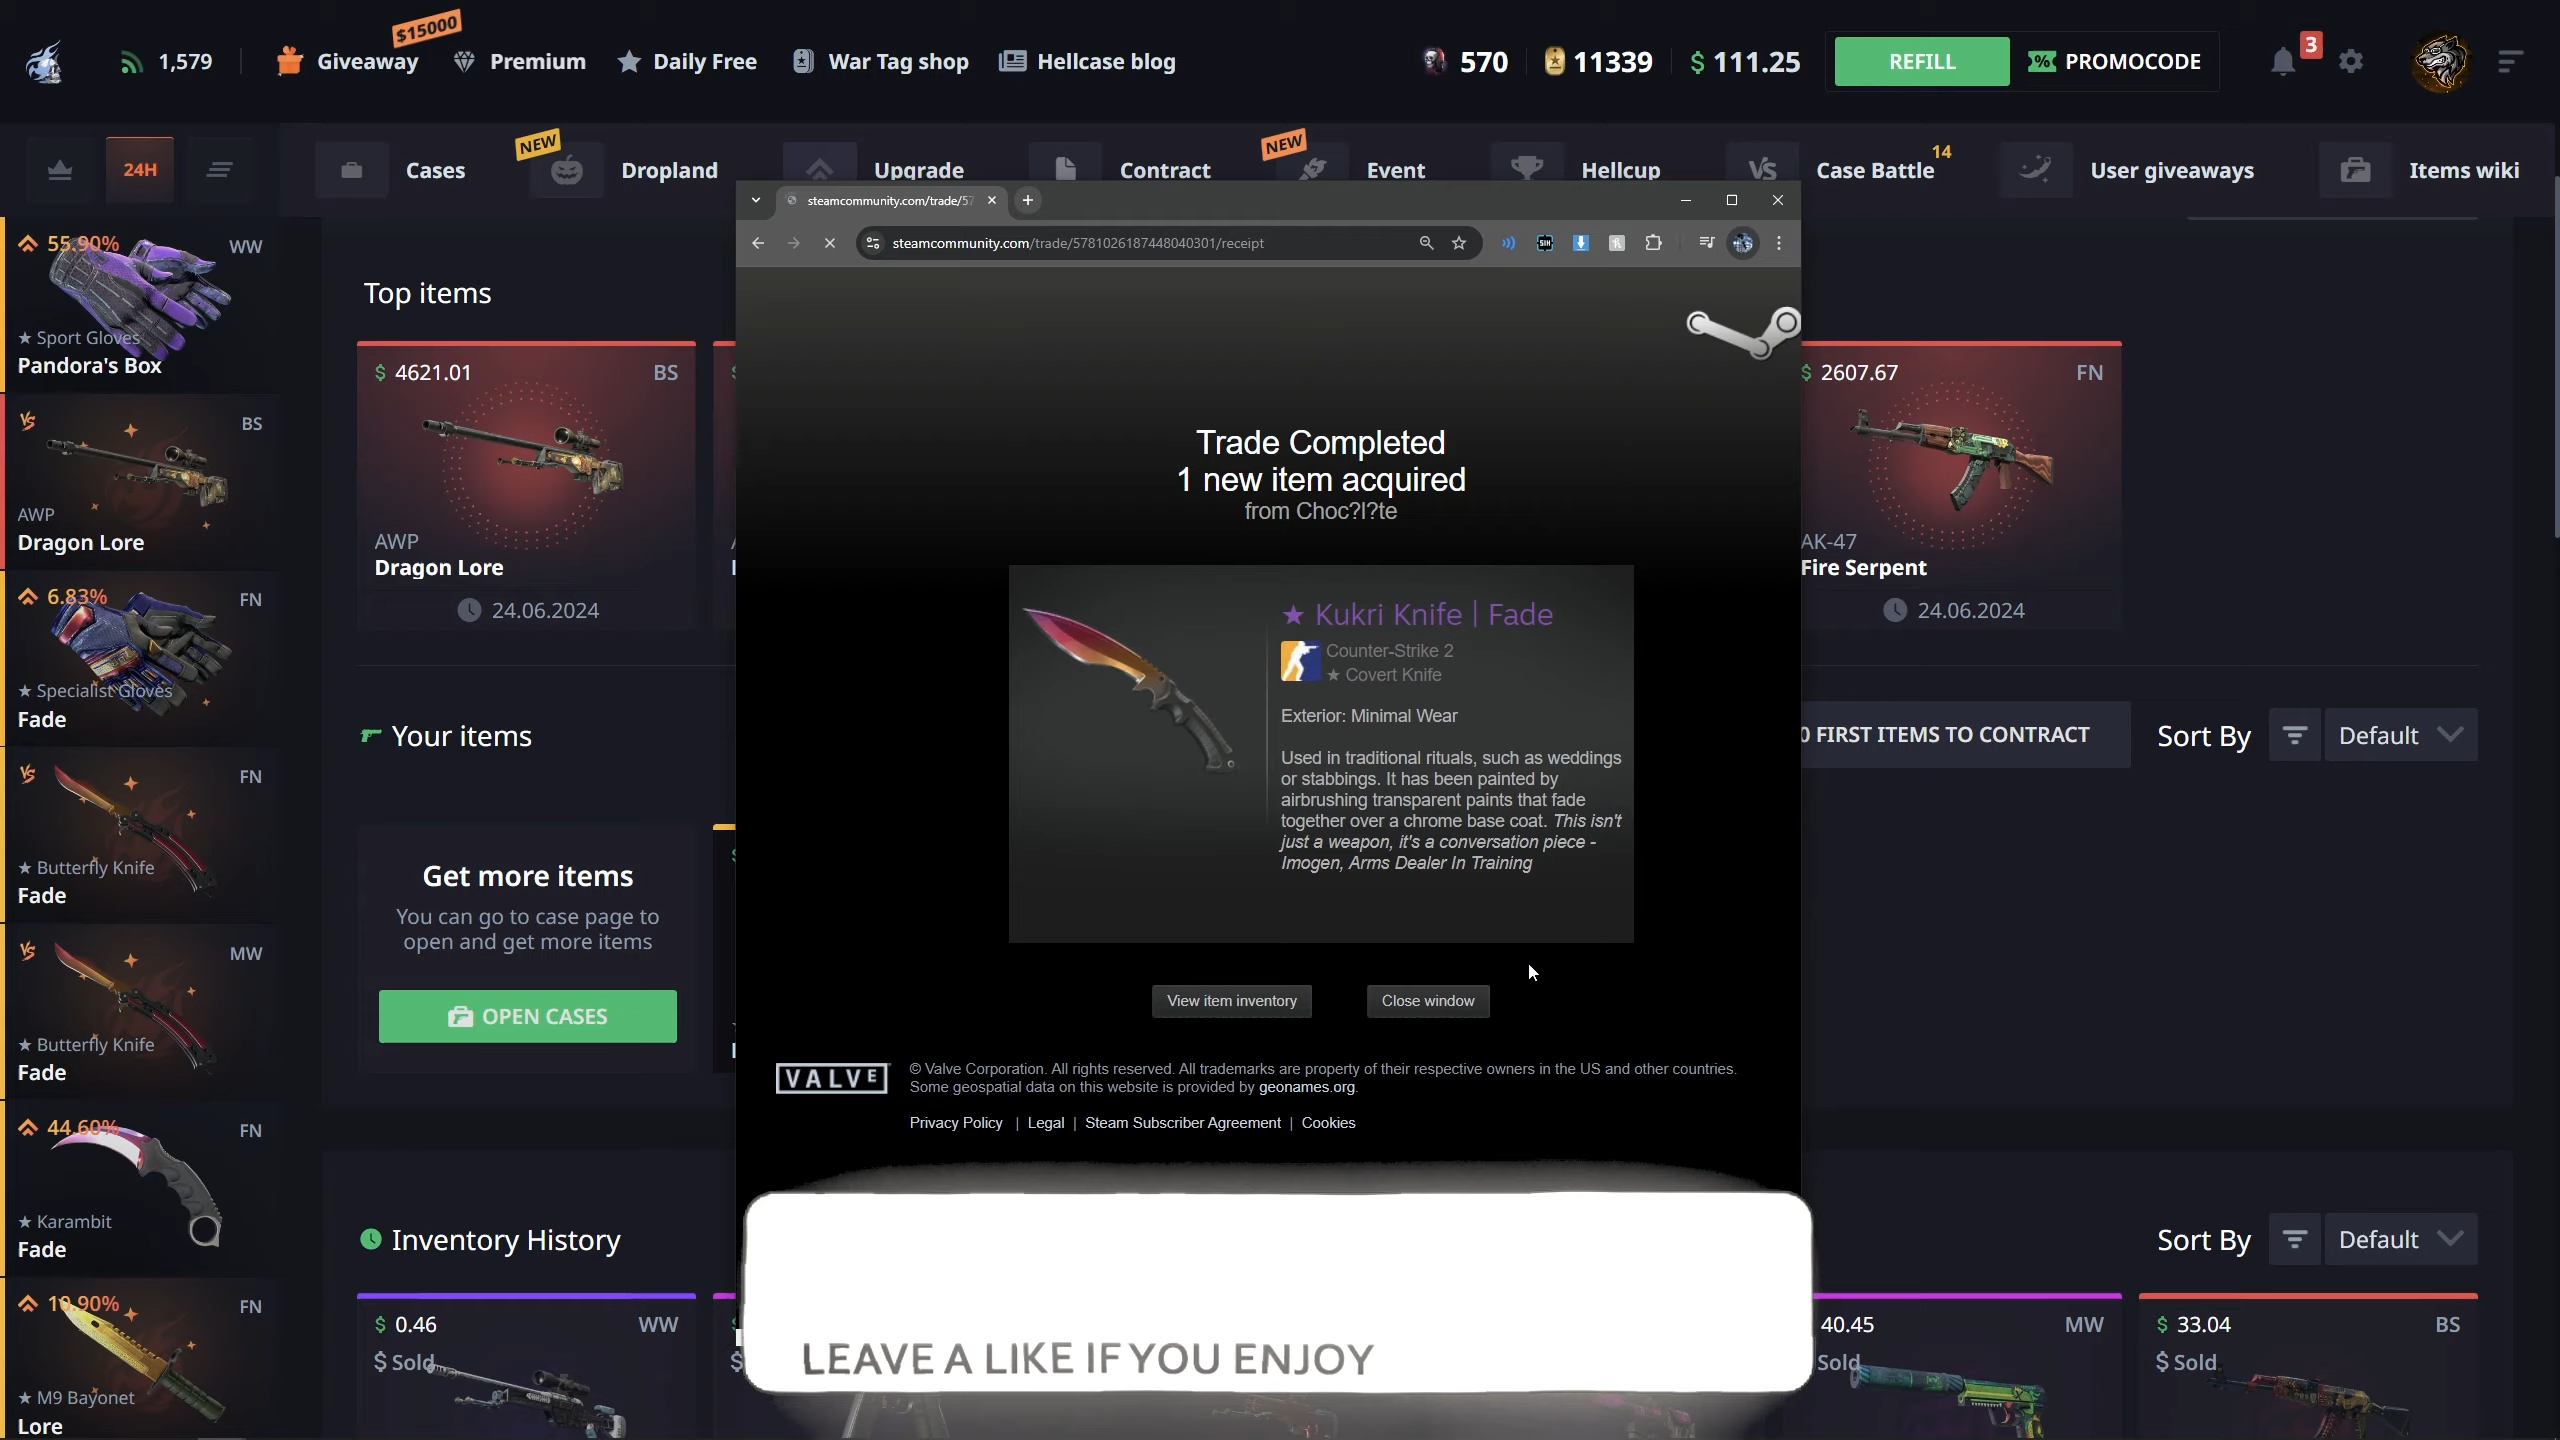 $15000
1,579
Giveaway
Premium
Daily Free
War Tag shop
Hellcase blog
570
11339
$ 111.25
REFILL
% PROMOCODE
3
24H
Cases
NEW
Dropland
Upgrade
Contract
NEW
Event
Hellcup
VS
Case Battle
14
User giveaways
Items wiki
steamcommunity.com/trade/57
steamcommunity.com/trade/5781026187448040301/receipt
55.90%
WW
★ Sport Gloves
Pandora's Box
VS
BS
AWP
Dragon Lore
6.83%
FN
★ Specialist Gloves
Fade
VS
FN
★ Butterfly Knife
Fade
VS
MW
★ Butterfly Knife
Fade
44.60%
FN
★ Karambit
Fade
10.90%
FN
★ M9 Bayonet
Lore
Top items
$ 4621.01
BS
AWP
Dragon Lore
24.06.2024
$ 2607.67
FN
AK-47
Fire Serpent
24.06.2024
Trade Completed
1 new item acquired
from Choc?l?te
★ Kukri Knife | Fade
Counter-Strike 2
★ Covert Knife
Exterior: Minimal Wear
Used in traditional rituals, such as weddings
or stabbings. It has been painted by
airbrushing transparent paints that fade
together over a chrome base coat. This isn't
just a weapon, it's a conversation piece -
Imogen, Arms Dealer In Training
View item inventory
Close window
VALVE
© Valve Corporation. All rights reserved. All trademarks are property of their respective owners in the US and other countries.
Some geospatial data on this website is provided by geonames.org.
Privacy Policy | Legal | Steam Subscriber Agreement | Cookies
Your items
0 FIRST ITEMS TO CONTRACT
Sort By
Default
Get more items
You can go to case page to
open and get more items
OPEN CASES
Inventory History
Sort By
Default
$ 0.46
WW
$ Sold
40.45
MW
Sold
$ 33.04
BS
$ Sold
LEAVE A LIKE IF YOU ENJOY